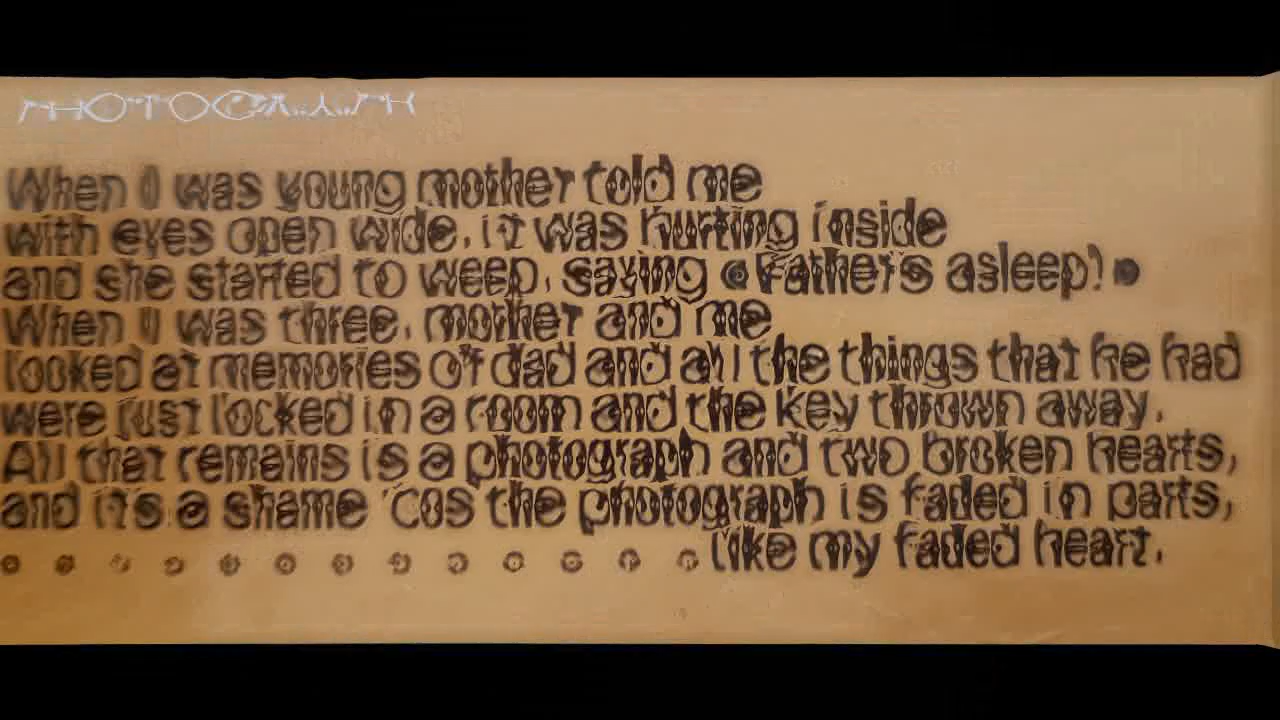 PHOTOGRAPH
When I was young mother told me
with eyes open wide, it was hurting inside
and she started to weep, saying « Father's asleep! »
When I was three, mother and me
looked at memories of dad and all the things that he had
were just locked in a room and the key thrown away.
All that remains is a photograph and two broken hearts,
and it's a shame 'cos the photograph is faded in parts,
. . . . . . . . . . . . . like my faded heart.